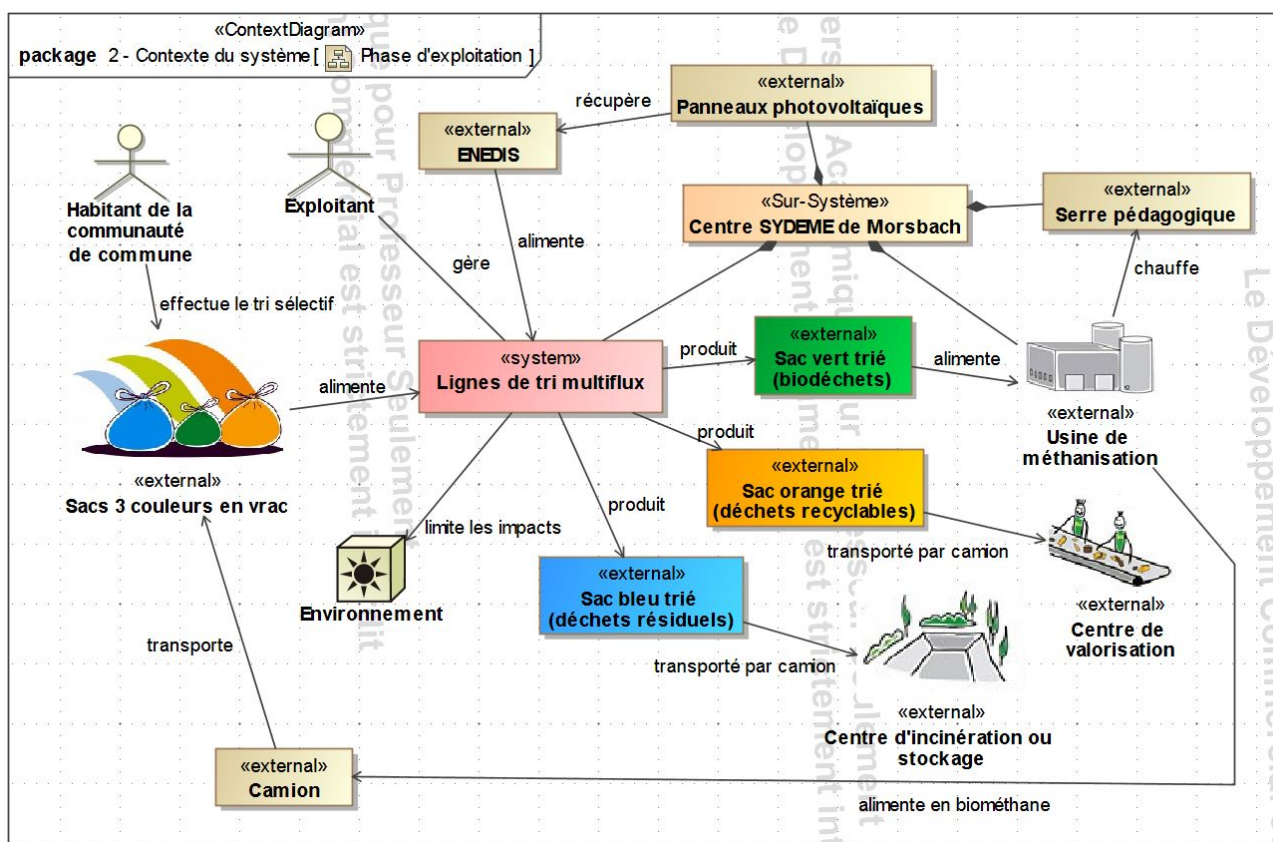 «ContextDiagram»
package 2 - Contexte du système [ Phase d'exploitation ]
«external»
Panneaux photovoltaïques
récupère
«external»
ENEDIS
Habitant de la
communauté
de commune
Exploitant
«Sur-Système»
Centre SYDEME de Morsbach
«external»
Serre pédagogique
gère
alimente
chauffe
effectue le tri sélectif
alimente
«system»
Lignes de tri multiflux
produit
«external»
Sac vert trié
(biodéchets)
alimente
«external»
Usine de
méthanisation
produit
«external»
Sac orange trié
(déchets recyclables)
«external»
Sacs 3 couleurs en vrac
limite les impacts
produit
transporté par camion
Environnement
«external»
Sac bleu trié
(déchets résiduels)
«external»
Centre de
valorisation
transporte
transporté par camion
«external»
Centre d'incinération ou
stockage
«external»
Camion
alimente en biométhane